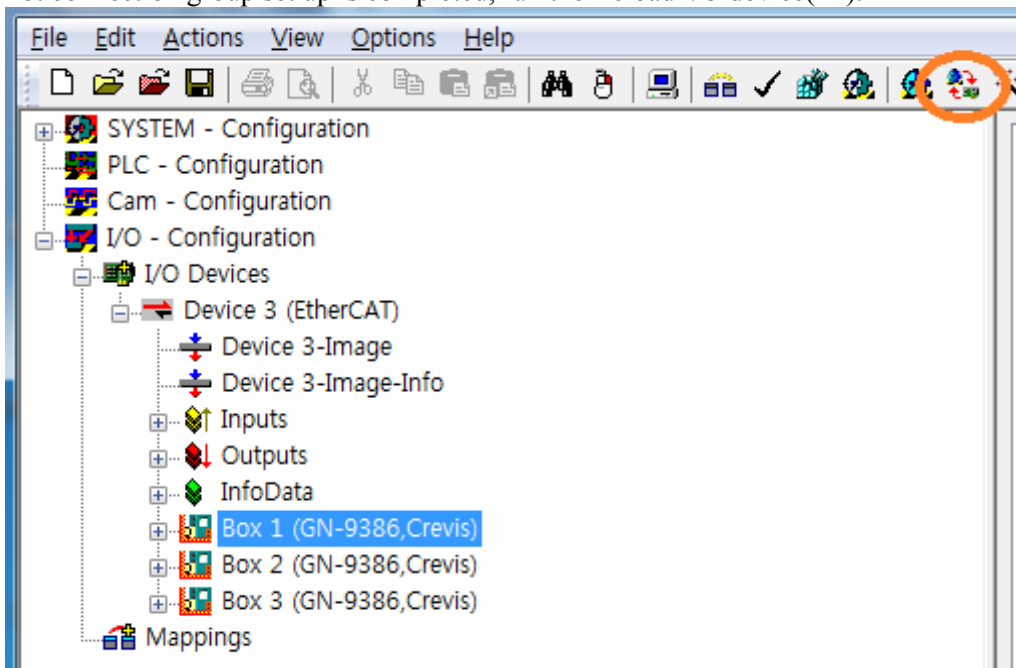 File Edit Actions View Options Help
SYSTEM - Configuration
PLC - Configuration
Cam - Configuration
I/O - Configuration
I/O Devices
Device 3 (EtherCAT)
Device 3-Image
Device 3-Image-Info
Inputs
Outputs
InfoData
Box 1 (GN-9386,Crevis)
Box 2 (GN-9386,Crevis)
Box 3 (GN-9386,Crevis)
Mappings